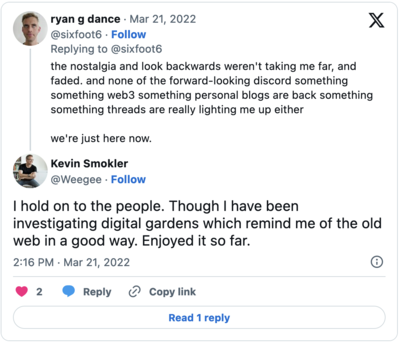 ryan g dance · Mar 21, 2022
@sixfoot6 · Follow
Replying to @sixfoot6
the nostalgia and look backwards weren't taking me far, and
faded. and none of the forward-looking discord something
something web3 something personal blogs are back something
something threads are really lighting me up either
we're just here now.
Kevin Smokler
@Weegee · Follow
I hold on to the people. Though I have been
investigating digital gardens which remind me of the old
web in a good way. Enjoyed it so far.
2:16 PM · Mar 21, 2022
2 Reply Copy link
Read 1 reply